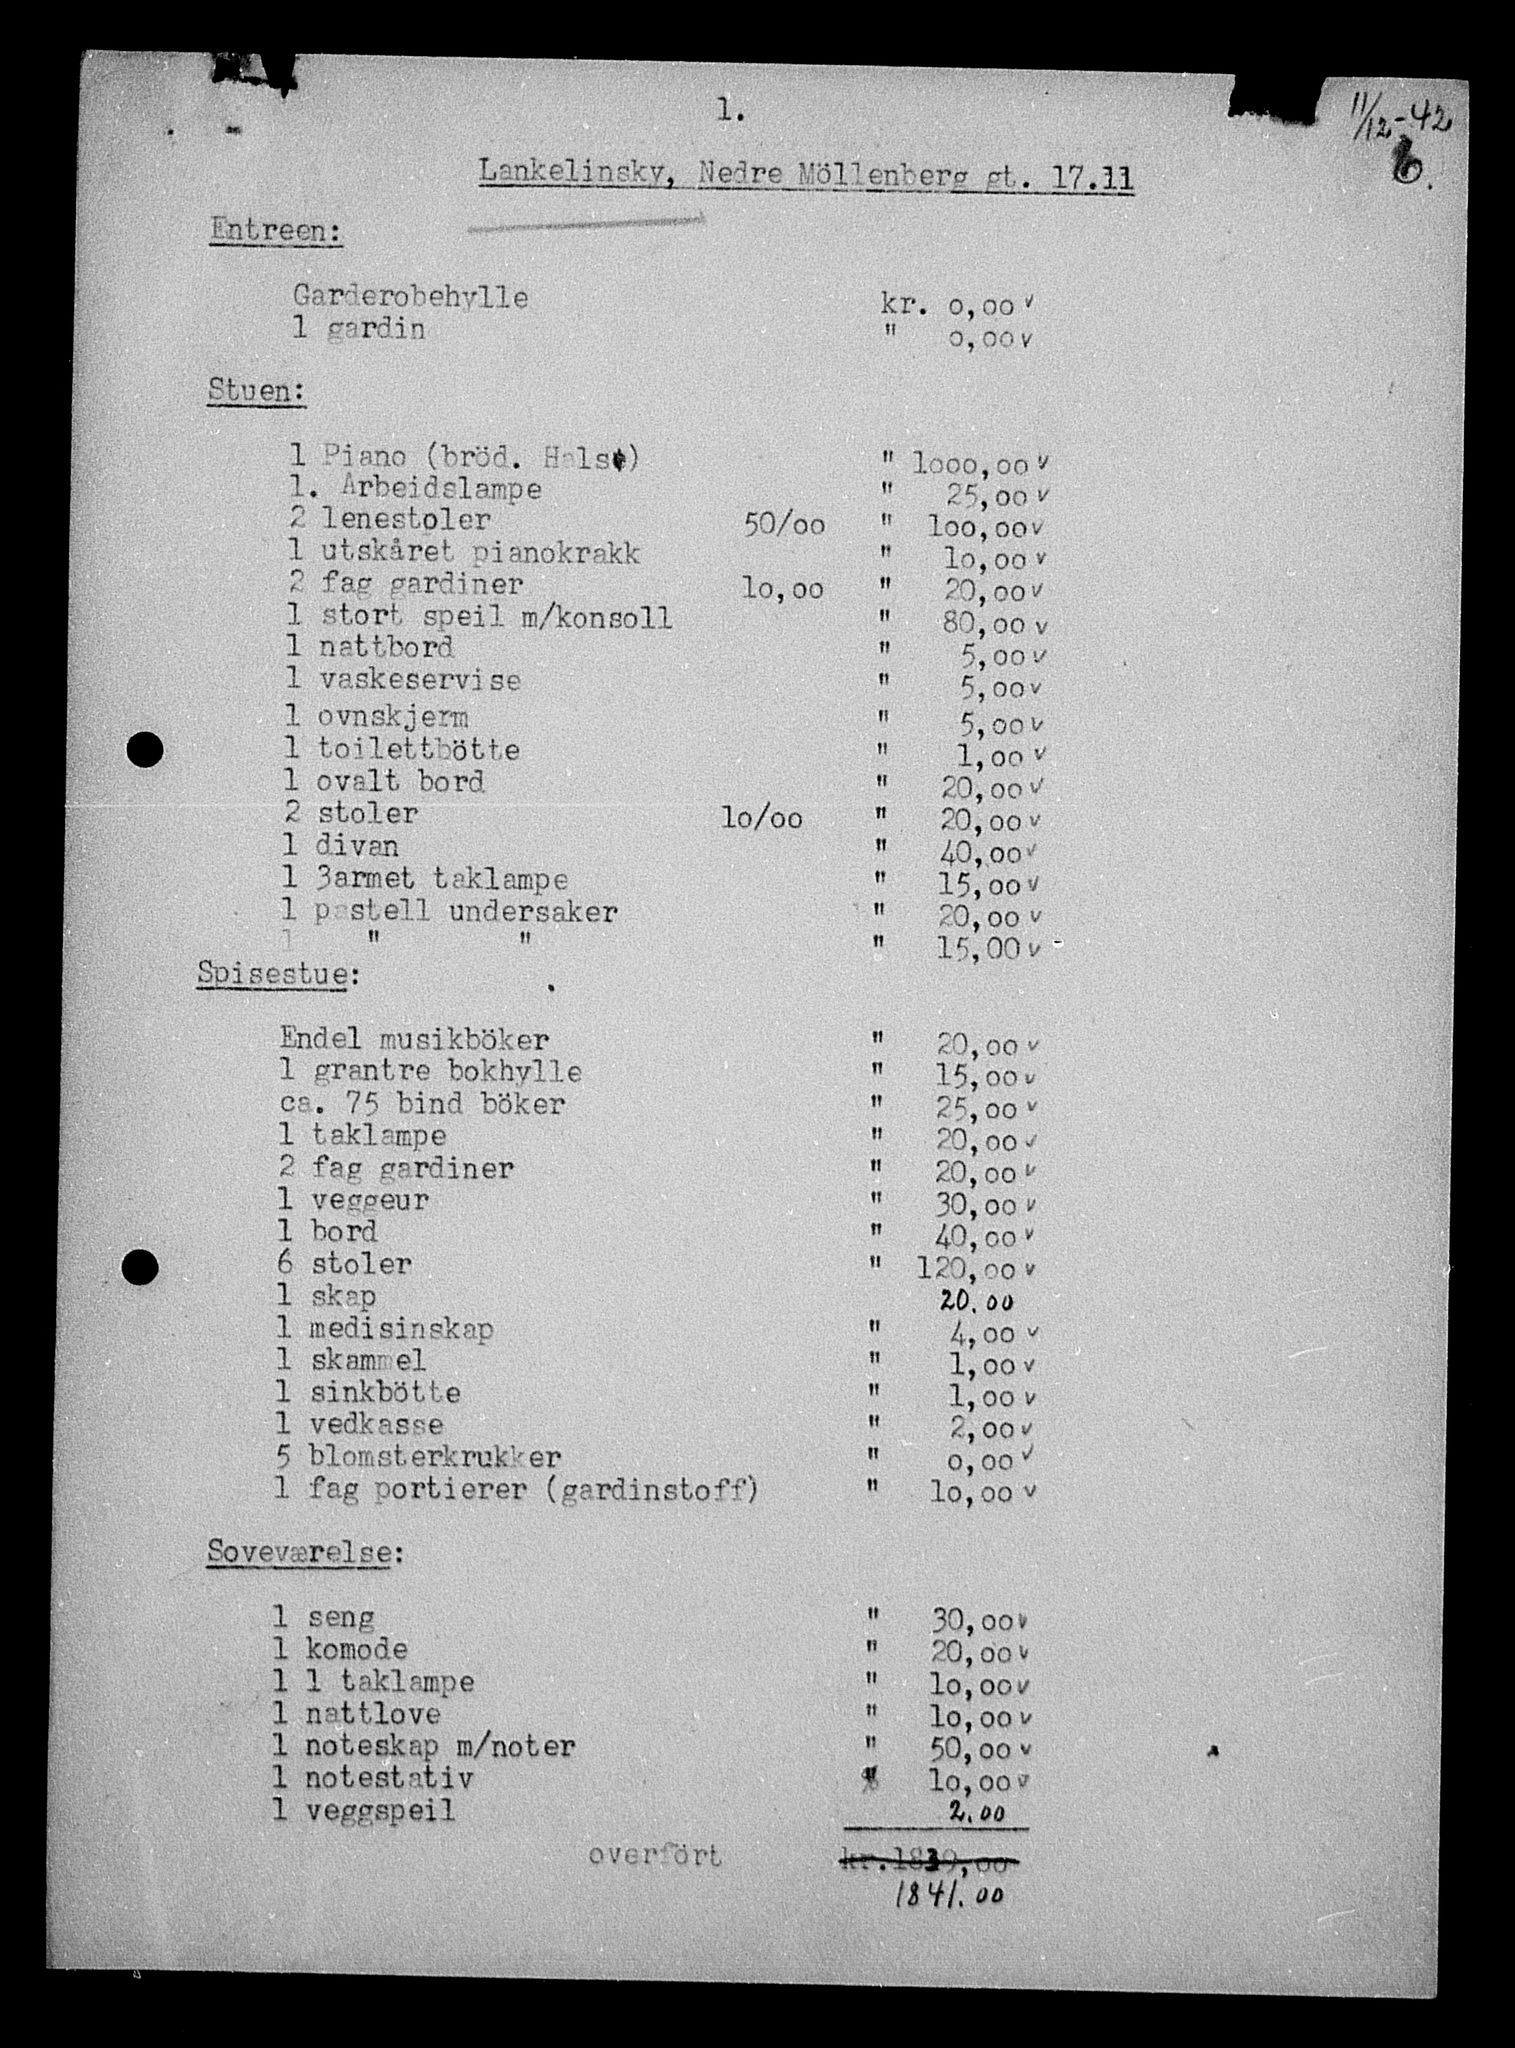 1.
11/12-42
6.
Lankelinsky, Nedre Möllenberg gt. 17.11
Entreen:
Garderobehylle kr. 0,00 v
1 gardin " 0,00 v
Stuen:
1 Piano (bröd. Hals) " 1000,00 v
1. Arbeidslampe " 25,00 v
2 lenestoler 50/00 " 100,00 v
1 utskåret pianokrakk " 10,00 v
2 fag gardiner 10,00 " 20,00 v
1 stort speil m/konsoll " 80,00 v
1 nattbord " 5,00 v
1 vaskeservise " 5,00 v
1 ovnskjerm " 5,00 v
1 toilettbötte " 1,00 v
1 ovalt bord " 20,00 v
2 stoler 10/00 " 20,00 v
1 divan " 40,00 v
1 3armet taklampe " 15,00 v
1 pastell undersaker " 20,00 v
1 " " " 15,00 v
Spisestue:
Endel musikböker " 20,00 v
1 grantre bokhylle " 15,00 v
ca. 75 bind böker " 25,00 v
1 taklampe " 20,00 v
2 fag gardiner " 20,00 v
1 veggeur " 30,00 v
1 bord " 40,00 v
6 stoler " 120,00 v
1 skap 20.00
1 medisinskap " 4,00 v
1 skammel " 1,00 v
1 sinkbötte " 1,00 v
1 vedkasse " 2,00 v
5 blomsterkrukker " 0,00 v
1 fag portierer (gardinstoff) " 10,00 v
Soveværelse:
1 seng " 30,00 v
1 komode " 20,00 v
1 1 taklampe " 10,00 v
1 nattlove " 10,00 v
1 noteskap m/noter " 50,00 v
1 notestativ " 10,00 v
1 veggspeil 2.00
overfört kr.1839,00
1841.00